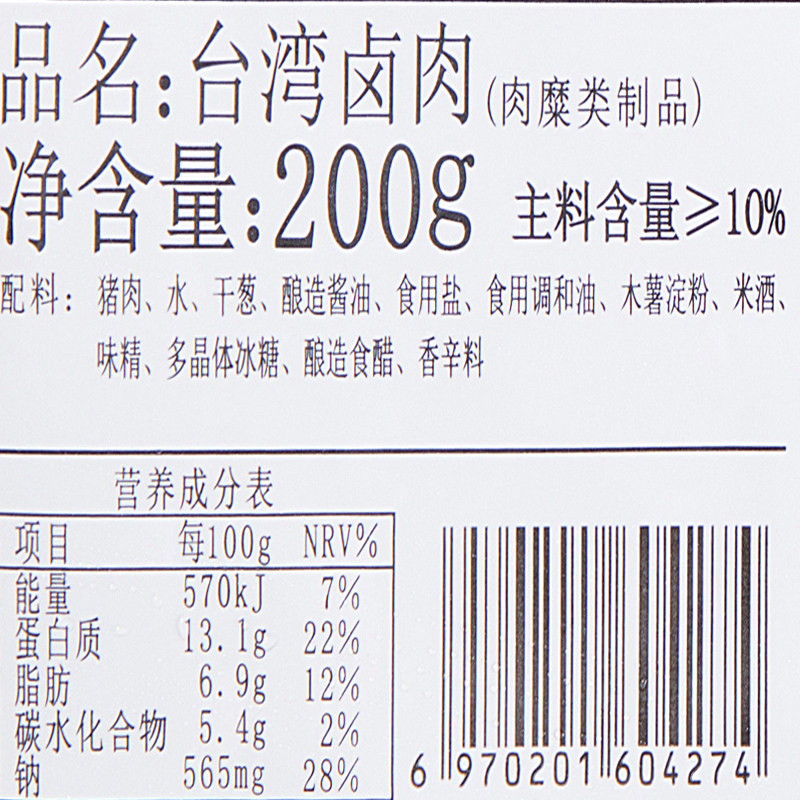 品名:台湾卤肉(肉糜类制品)
净含量:200g 主料含量≥10%
配料: 猪肉、水、干葱、酿造酱油、食用盐、食用调和油、木薯淀粉、米酒、
味精、多晶体冰糖、酿造食醋、香辛料
营养成分表
项目 每100g NRV%
能量 570kJ 7%
蛋白质 13.1g 22%
脂肪 6.9g 12%
碳水化合物 5.4g 2%
钠 565mg 28%
6 970201 604274